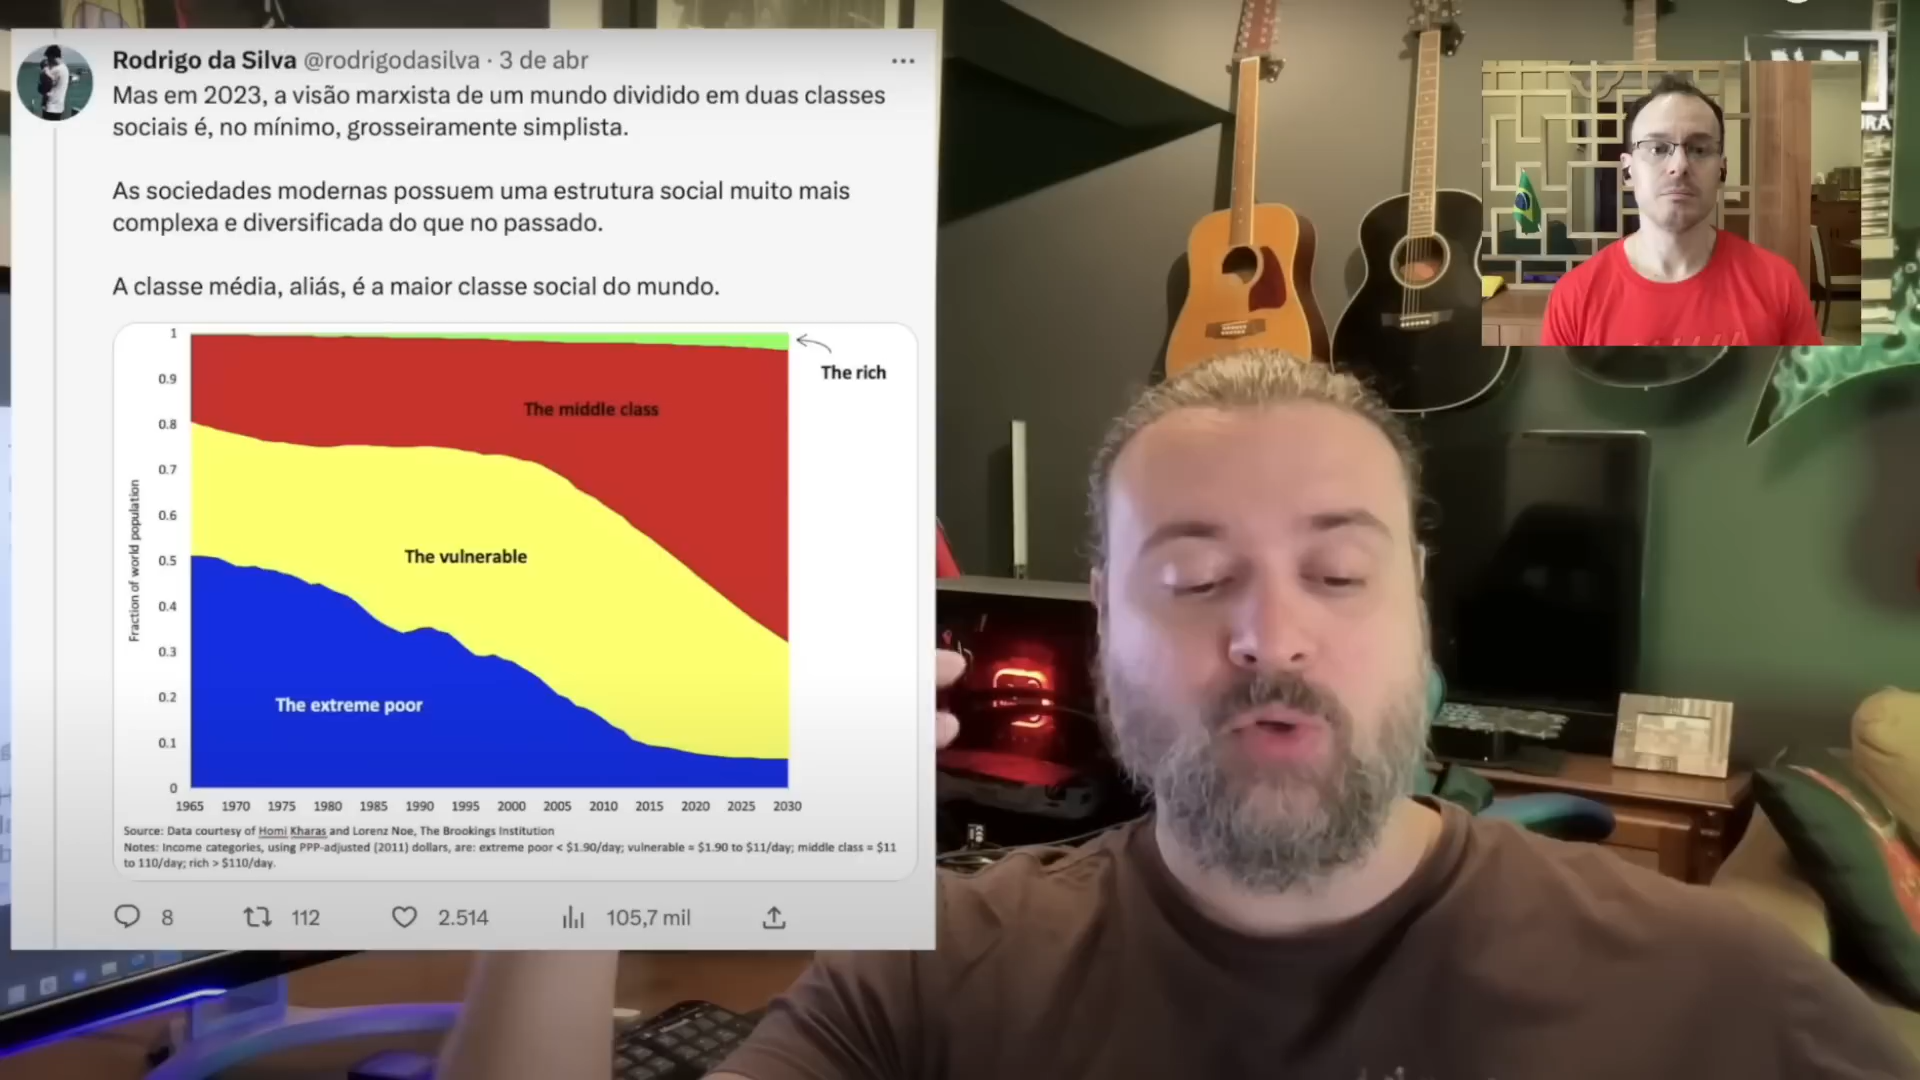 Rodrigo da Silva @rodrigodasilva · 3 de abr
Mas em 2023, a visão marxista de um mundo dividido em duas classes
sociais é, no mínimo, grosseiramente simplista.
As sociedades modernas possuem uma estrutura social muito mais
complexa e diversificada do que no passado.
A classe média, aliás, é a maior classe social do mundo.
1
The rich
0.9
The middle class
0.8
0.7
0.6
The vulnerable
0.5
0.4
0.3
0.2
The extreme poor
0.1
0
Fraction of world population
1965 1970 1975 1980 1985 1990 1995 2000 2005 2010 2015 2020 2025 2030
Source: Data courtesy of Homi Kharas and Lorenz Noe, The Brookings Institution
Notes: Income categories, using PPP-adjusted (2011) dollars, are: extreme poor < $1.90/day; vulnerable = $1.90 to $11/day; middle class = $11
to 110/day; rich > $110/day.
8 112 2.514 105,7 mil